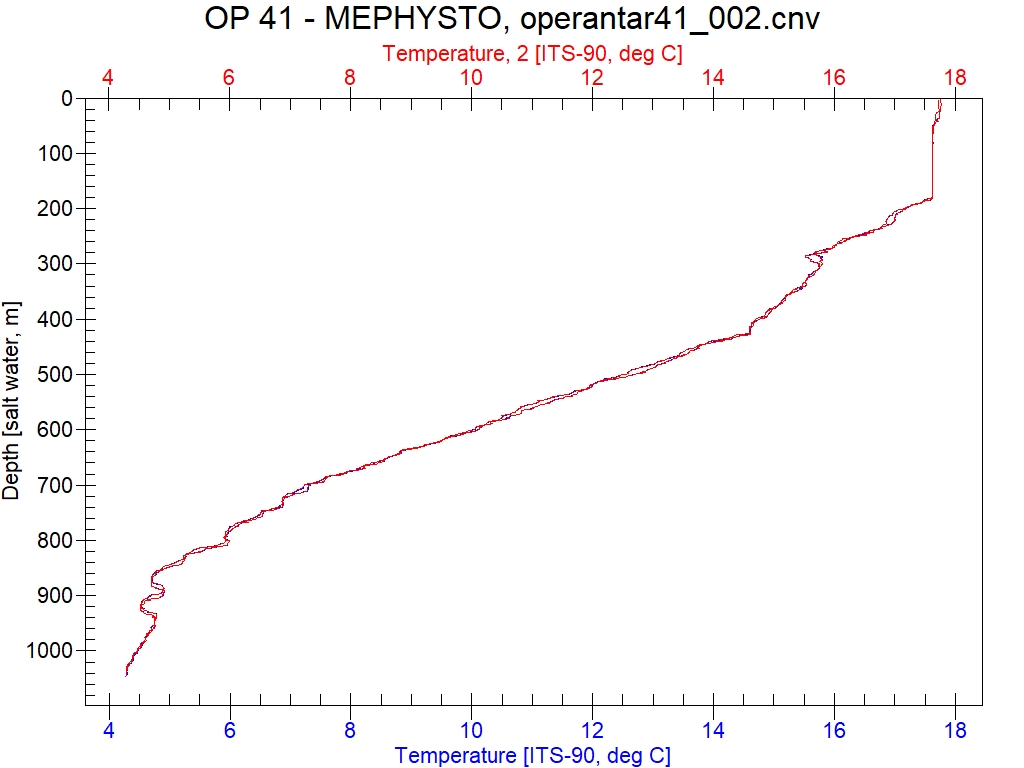 OP 41 - MEPHYSTO, operantar41_002.cnv
Temperature, 2 [ITS-90, deg C]
4 6 8 10 12 14 16 18
0
100
200
300
400
500
600
700
800
900
1000
Depth [salt water, m]
4 6 8 10 12 14 16 18
Temperature [ITS-90, deg C]